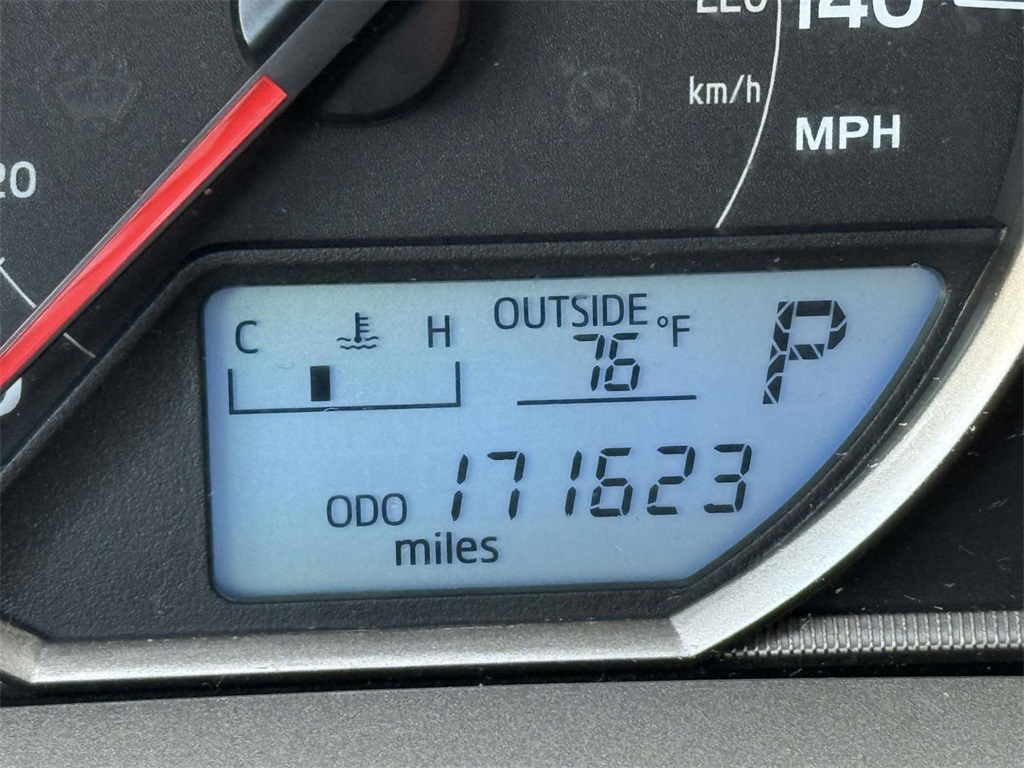 140
km/h
MPH
20
C H OUTSIDE
76 °F
P
ODO 171623
miles